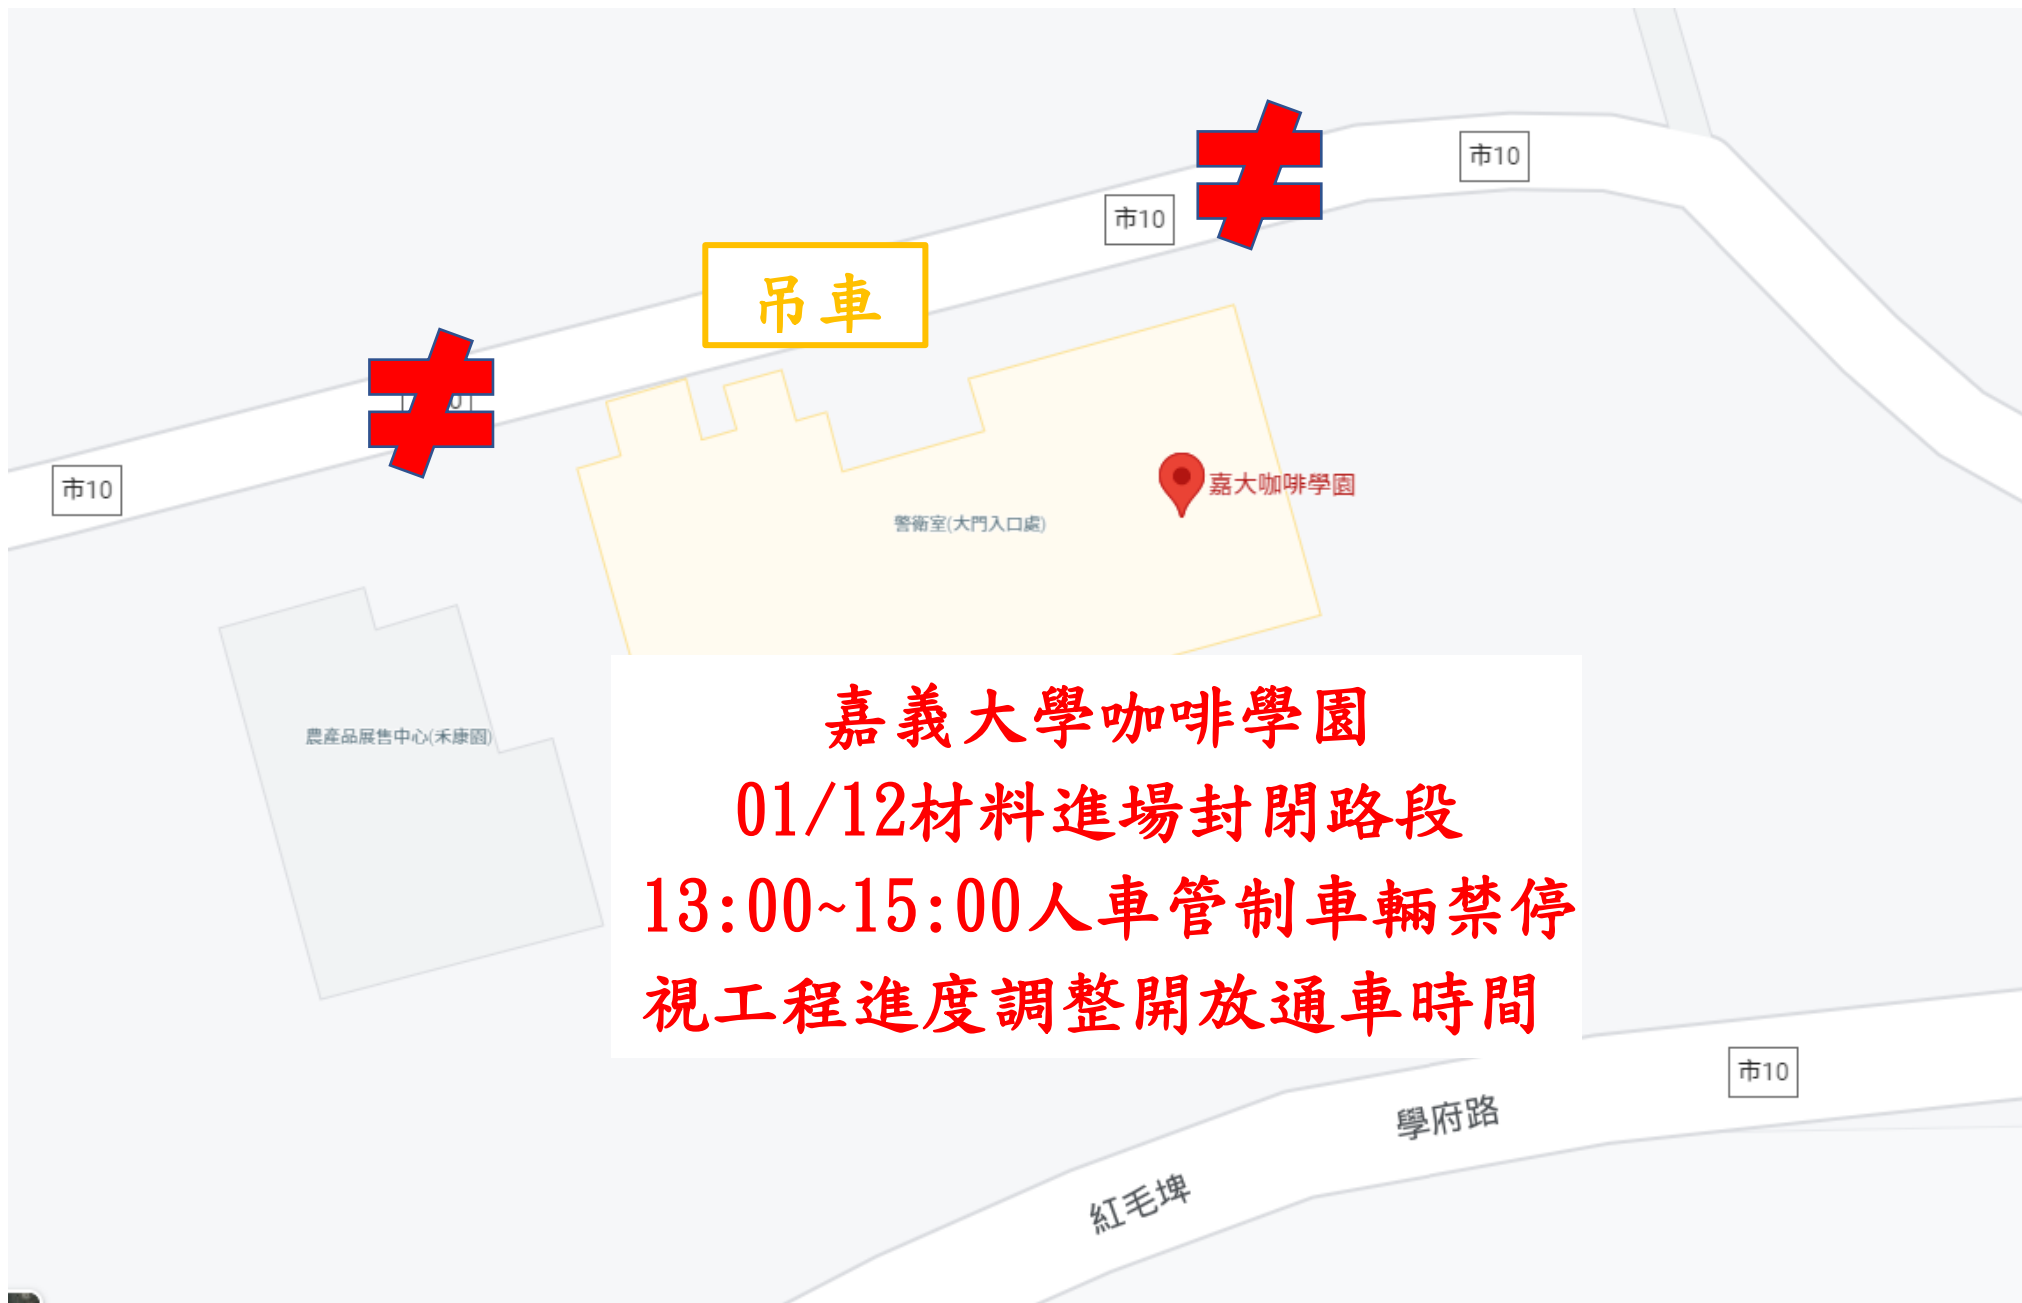 市10
市10
吊車
市10
嘉大咖啡學園
警衛室(大門入口處)
農產品展售中心(禾康園)
嘉義大學咖啡學園
01/12材料進場封閉路段
13:00~15:00人車管制車輛禁停
視工程進度調整開放通車時間
市10
學府路
紅毛埤